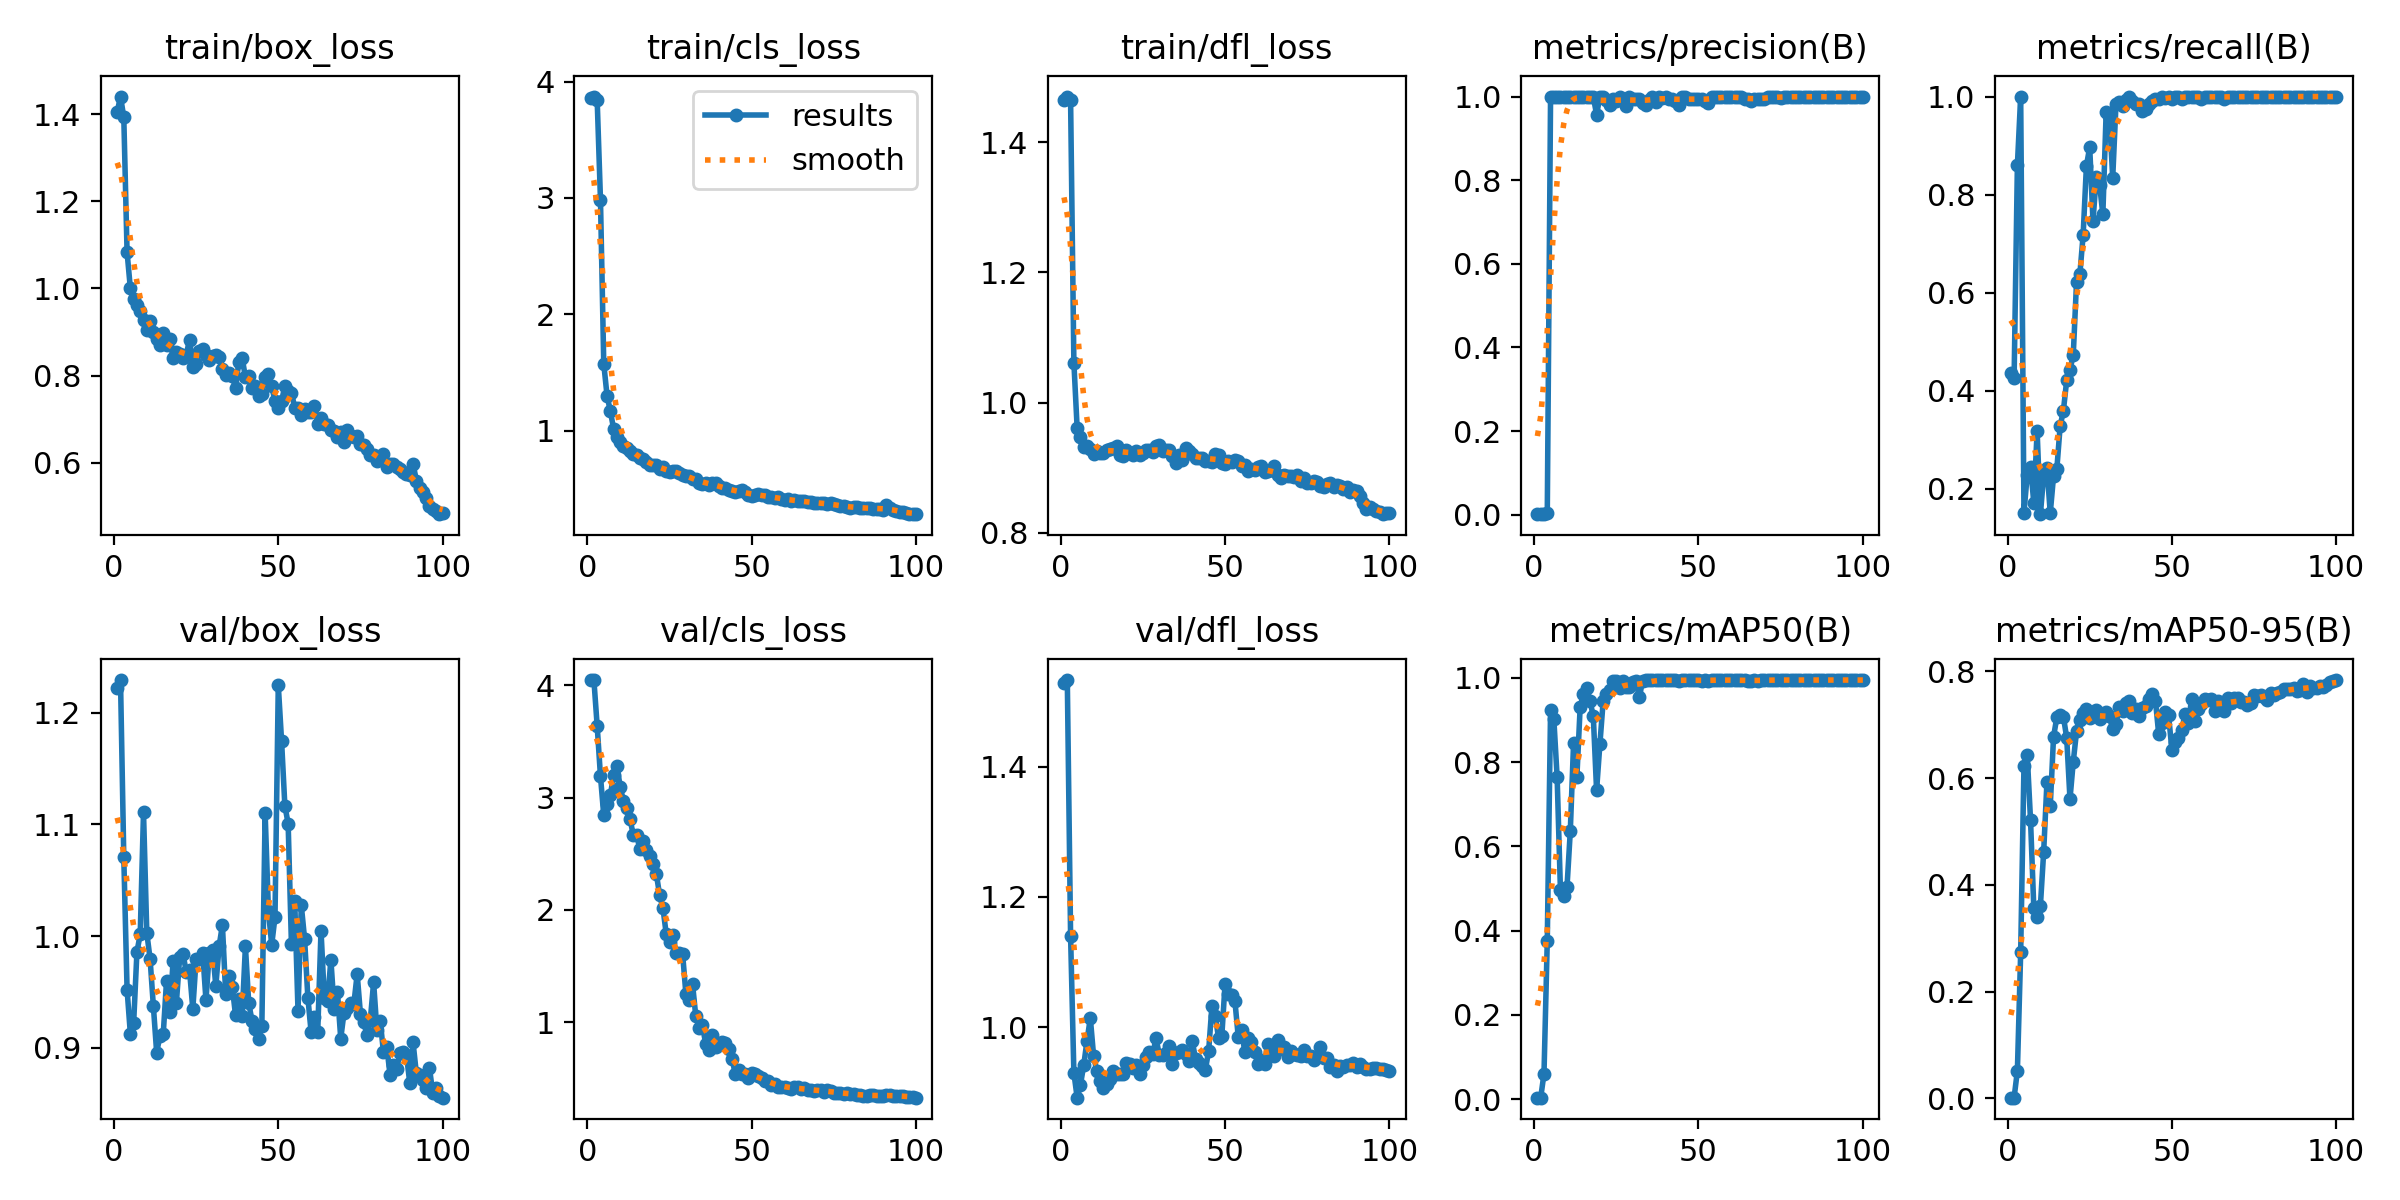 train/box_loss
1.4
1.2
1.0
0.8
0.6
0 50 100
train/cls_loss
results
smooth
4
3
2
1
0 50 100
train/dfl_loss
1.4
1.2
1.0
0.8
0 50 100
metrics/precision(B)
1.0
0.8
0.6
0.4
0.2
0.0
0 50 100
metrics/recall(B)
1.0
0.8
0.6
0.4
0.2
0 50 100
val/box_loss
1.2
1.1
1.0
0.9
0 50 100
val/cls_loss
4
3
2
1
0 50 100
val/dfl_loss
1.4
1.2
1.0
0 50 100
metrics/mAP50(B)
1.0
0.8
0.6
0.4
0.2
0.0
0 50 100
metrics/mAP50-95(B)
0.8
0.6
0.4
0.2
0.0
0 50 100